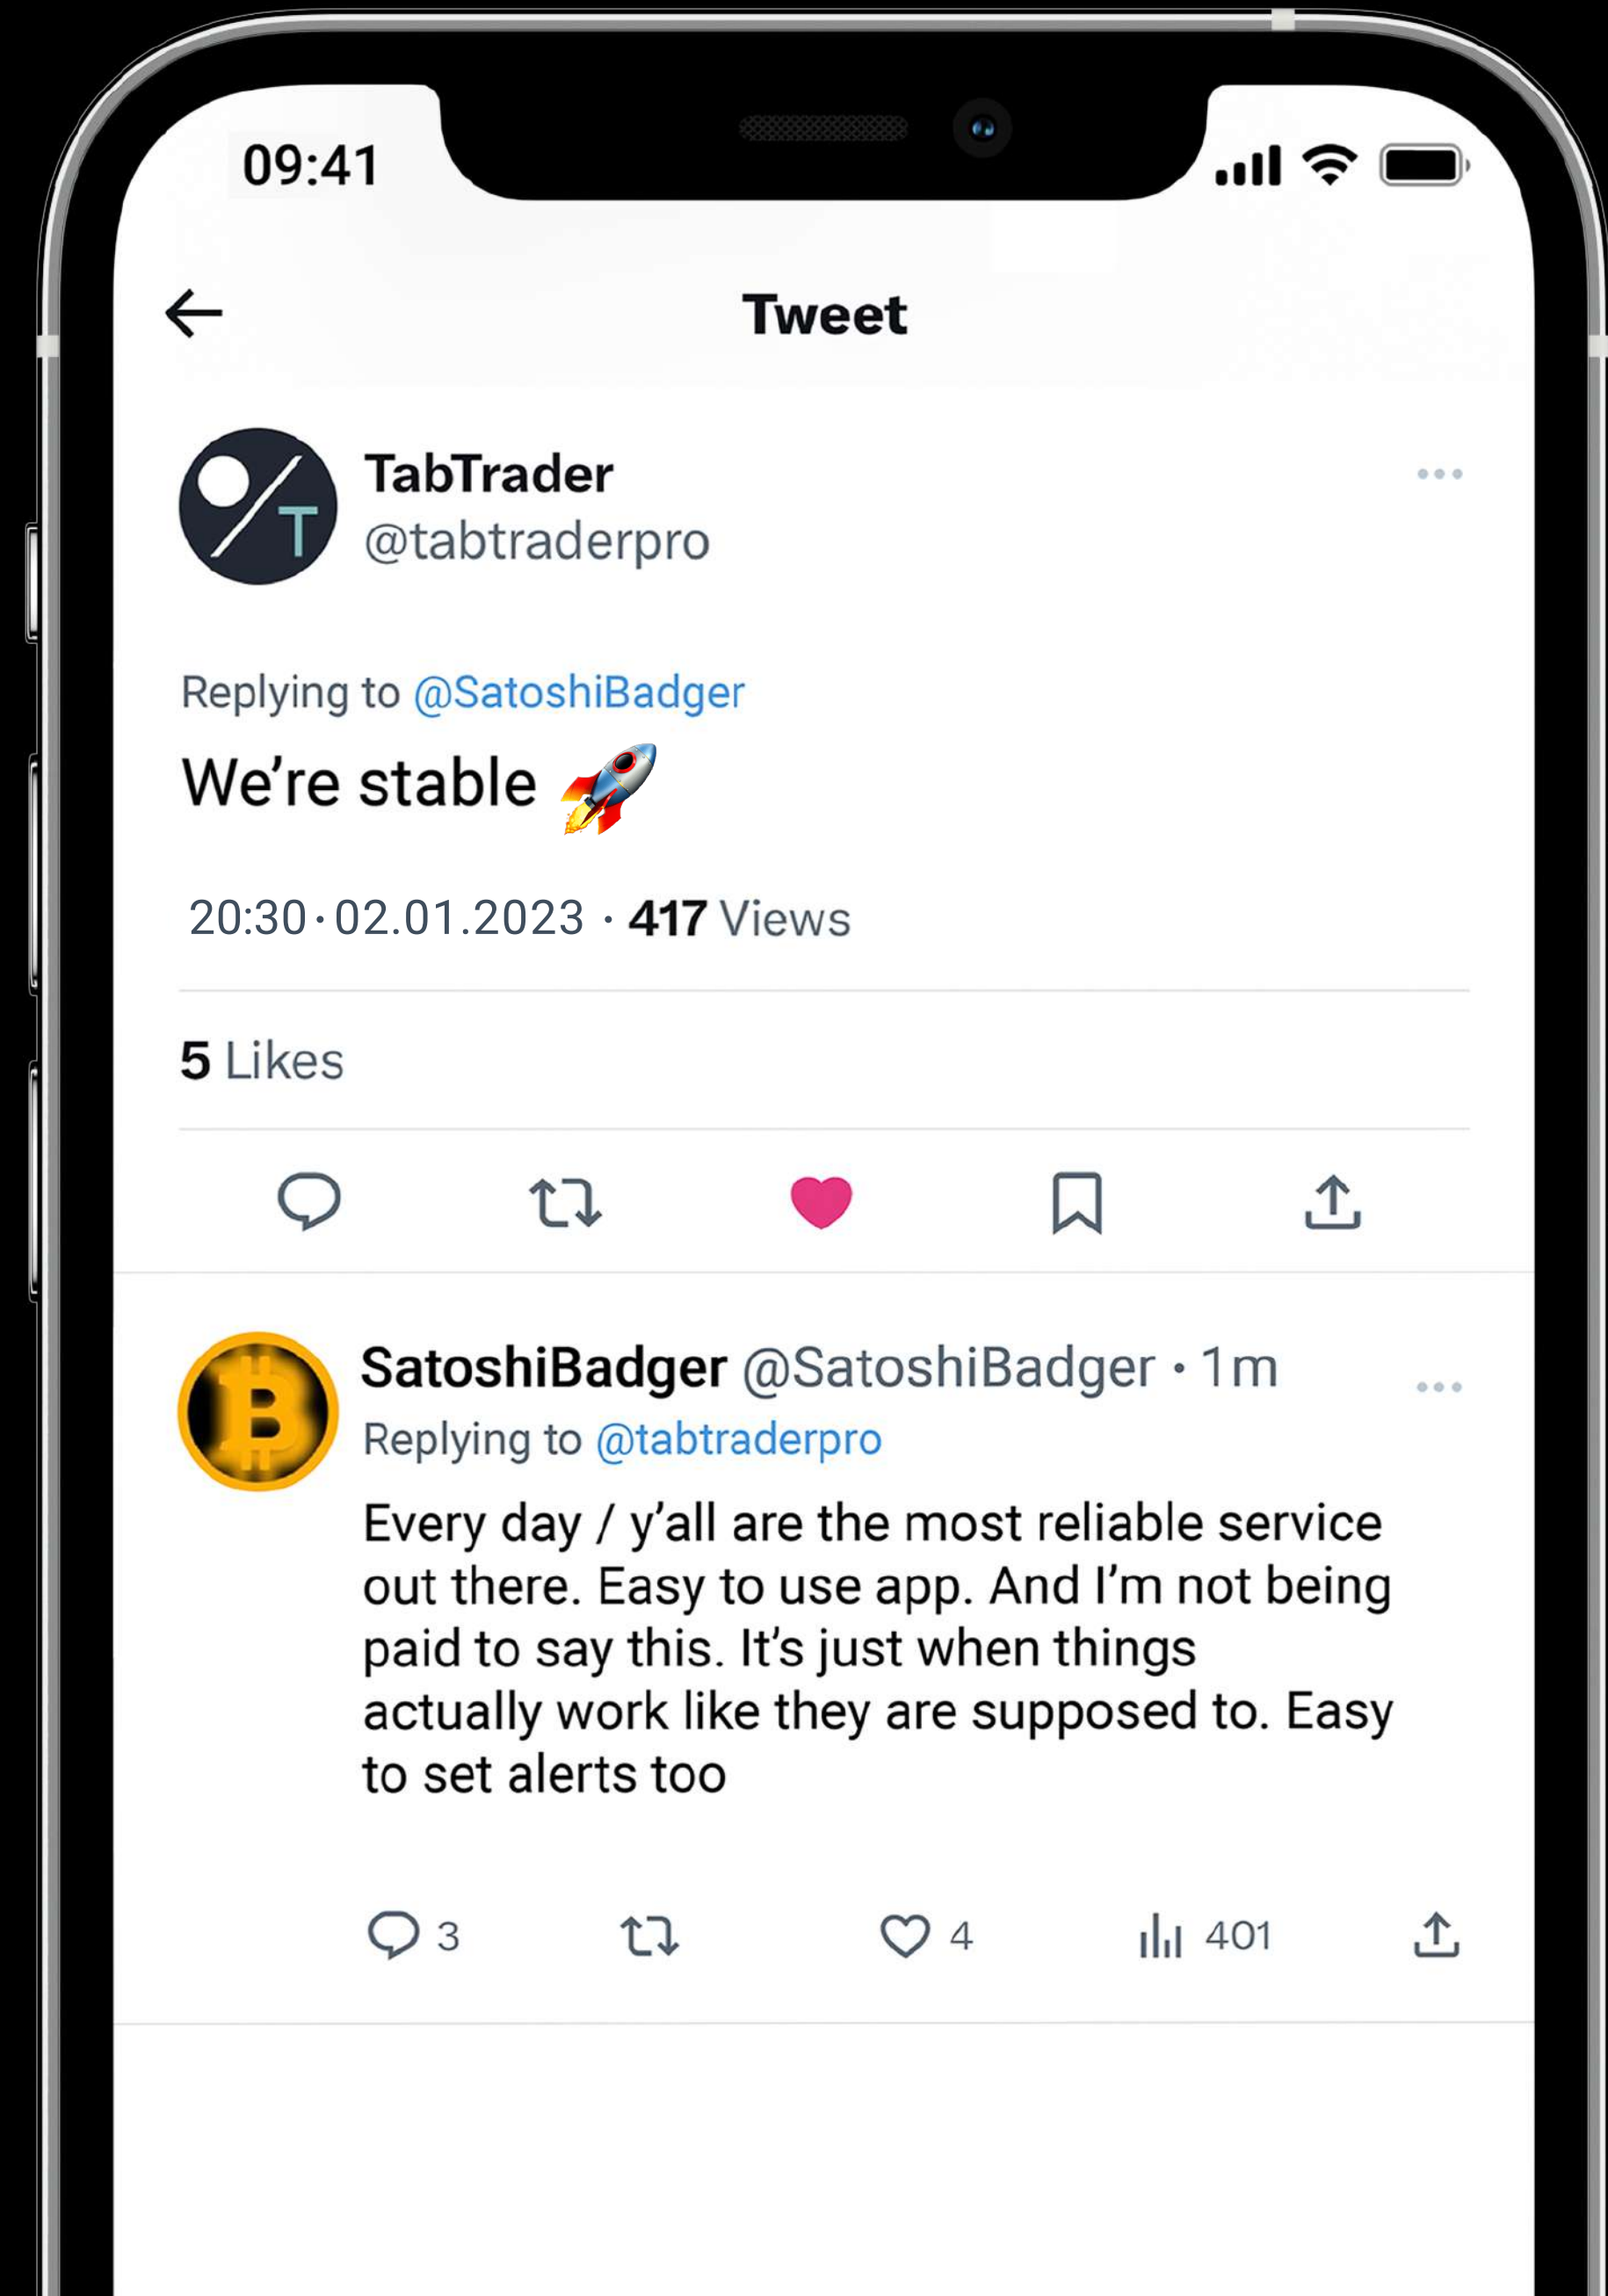 09:41
Tweet
T
TabTrader
@tabtraderpro
Replying to @SatoshiBadger
We’re stable 🚀
20:30 · 02.01.2023 · 417 Views
5 Likes
SatoshiBadger @SatoshiBadger · 1m
Replying to @tabtraderpro
Every day / y’all are the most reliable service
out there. Easy to use app. And I’m not being
paid to say this. It’s just when things
actually work like they are supposed to. Easy
to set alerts too
3 4 401